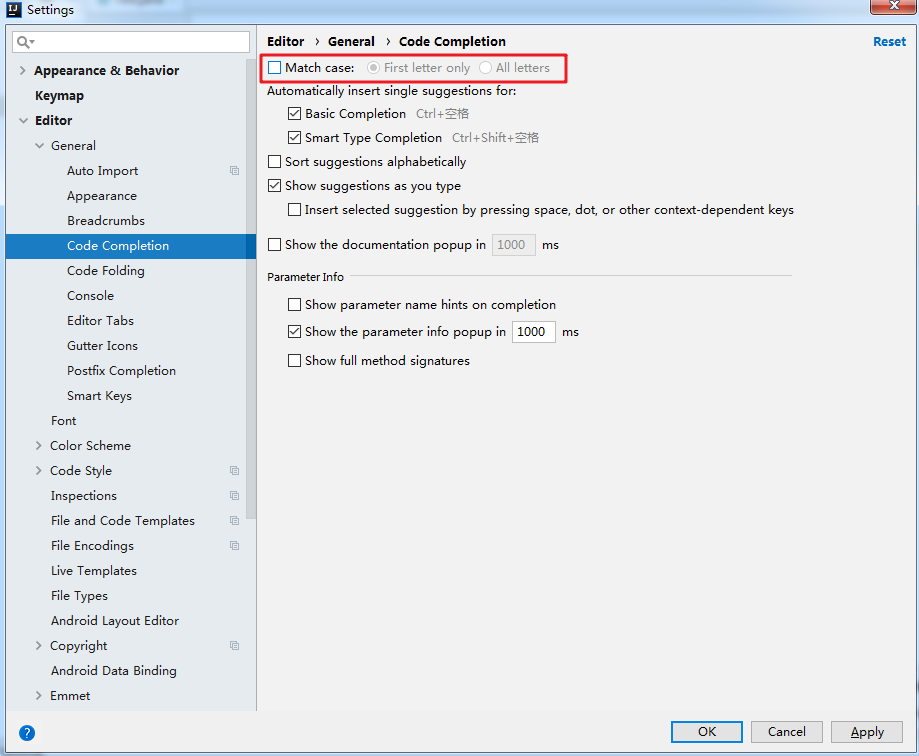 IJ Settings
Reset
Appearance & Behavior
Keymap
Editor
General
Auto Import
Appearance
Breadcrumbs
Code Completion
Code Folding
Console
Editor Tabs
Gutter Icons
Postfix Completion
Smart Keys
Font
Color Scheme
Code Style
Inspections
File and Code Templates
File Encodings
Live Templates
File Types
Android Layout Editor
Copyright
Android Data Binding
Emmet
Editor › General › Code Completion
Match case: First letter only All letters
Automatically insert single suggestions for:
Basic Completion Ctrl+空格
Smart Type Completion Ctrl+Shift+空格
Sort suggestions alphabetically
Show suggestions as you type
Insert selected suggestion by pressing space, dot, or other context-dependent keys
Show the documentation popup in 1000 ms
Parameter Info
Show parameter name hints on completion
Show the parameter info popup in 1000 ms
Show full method signatures
?
OK Cancel Apply